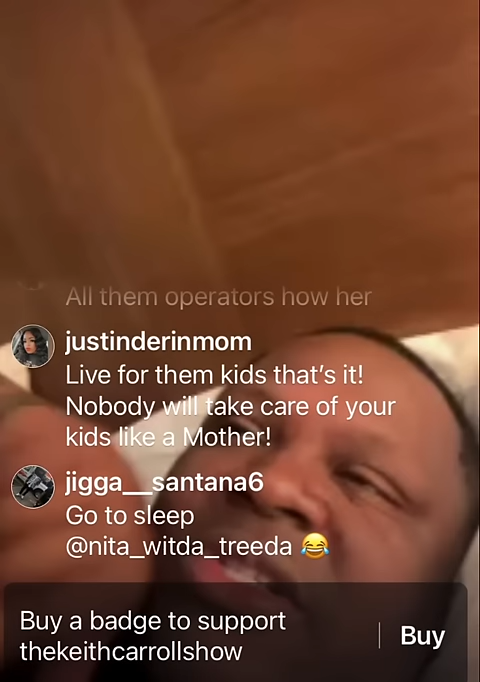 All them operators how her
justinderinmom
Live for them kids that's it!
Nobody will take care of your
kids like a Mother!
jigga__santana6
Go to sleep
@nita_witda_treeda 😂
Buy a badge to support
thekeithcarrollshow
Buy